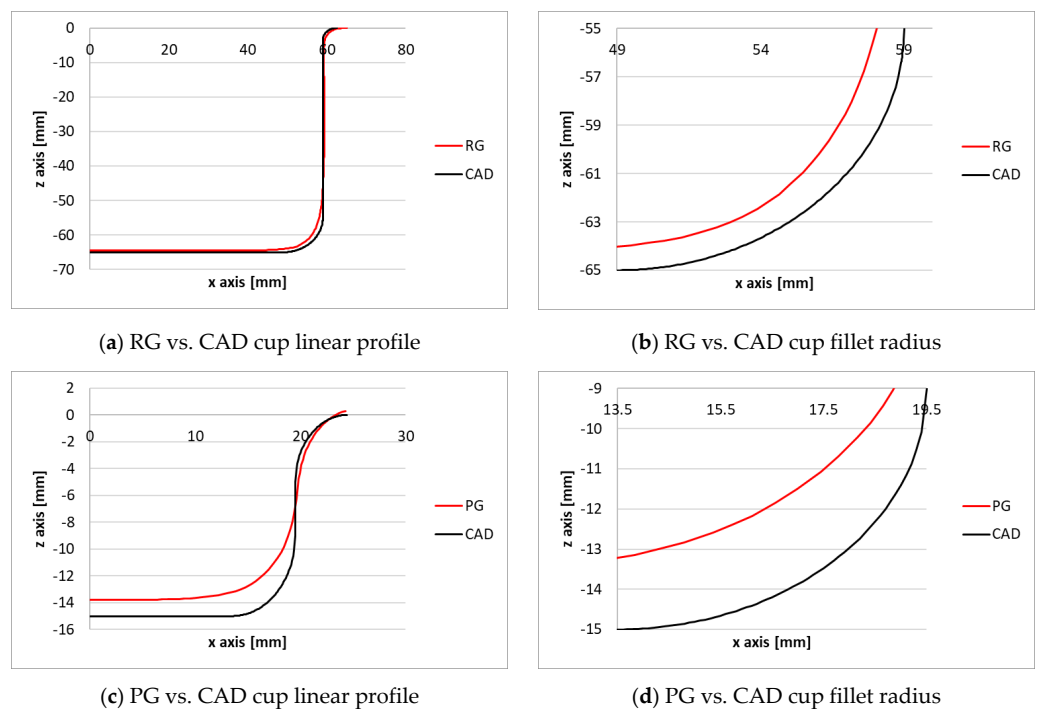 0
0 20 40 60 80
-10
-20
-30
-40
-50
-60
-70
z axis [mm]
x axis [mm]
RG
CAD
(a) RG vs. CAD cup linear profile
-55
49 54 59
-57
-59
-61
-63
-65
z axis [mm]
x axis [mm]
RG
CAD
(b) RG vs. CAD cup fillet radius
2
0
0 10 20 30
-2
-4
-6
-8
-10
-12
-14
-16
z axis [mm]
x axis [mm]
PG
CAD
(c) PG vs. CAD cup linear profile
-9
13.5 15.5 17.5 19.5
-10
-11
-12
-13
-14
-15
z axis [mm]
x axis [mm]
PG
CAD
(d) PG vs. CAD cup fillet radius